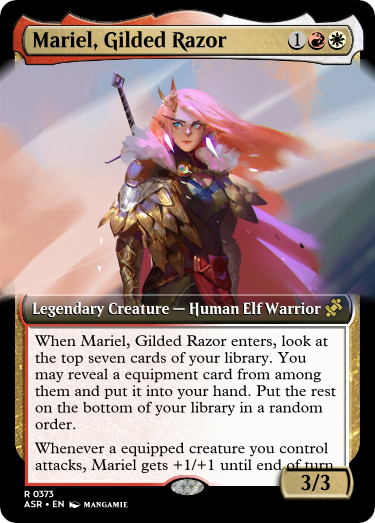 Mariel, Gilded Razor 1
Legendary Creature — Human Elf Warrior
When Mariel, Gilded Razor enters, look at
the top seven cards of your library. You
may reveal a equipment card from among
them and put it into your hand. Put the rest
on the bottom of your library in a random
order.
Whenever a equipped creature you control
attacks, Mariel gets +1/+1 until end of turn
3/3
R 0373
ASR • EN MANGAMIE